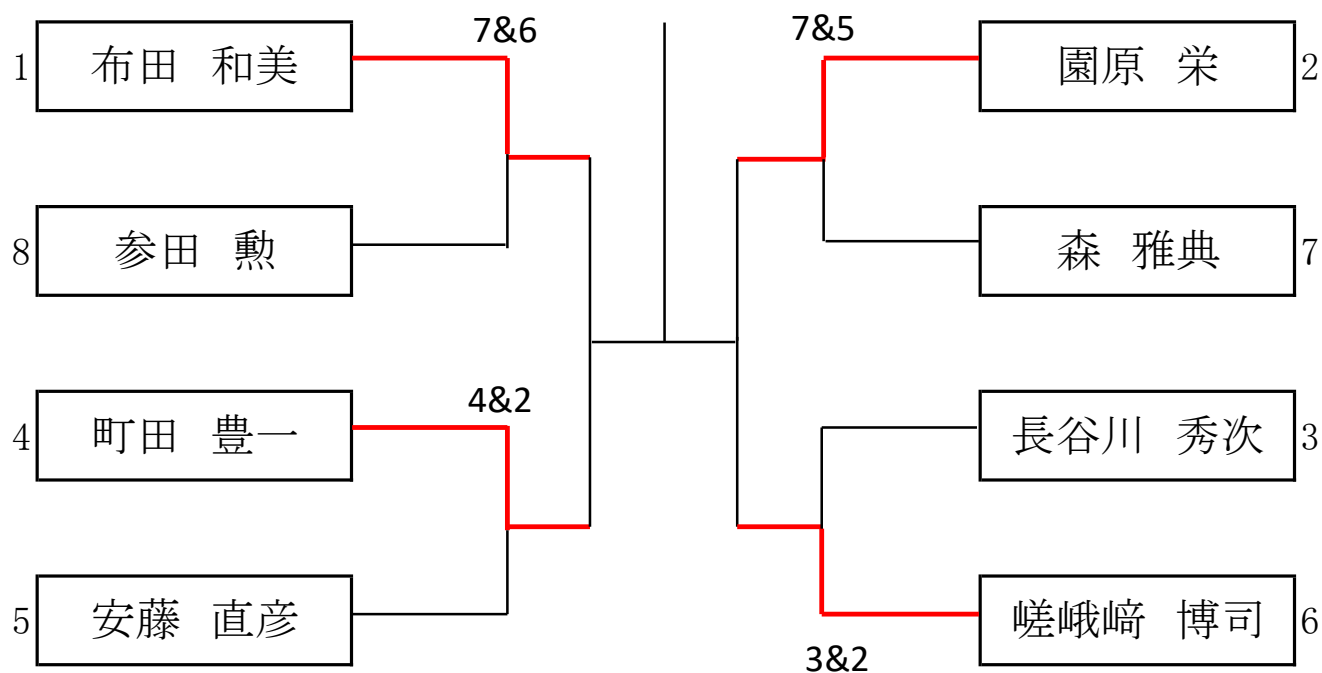 7&6
7&5
1 布田 和美
園原 栄 2
8 参田 勲
森 雅典 7
4&2
4 町田 豊一
長谷川 秀次 3
5 安藤 直彦
嵯峨﨑 博司 6
3&2